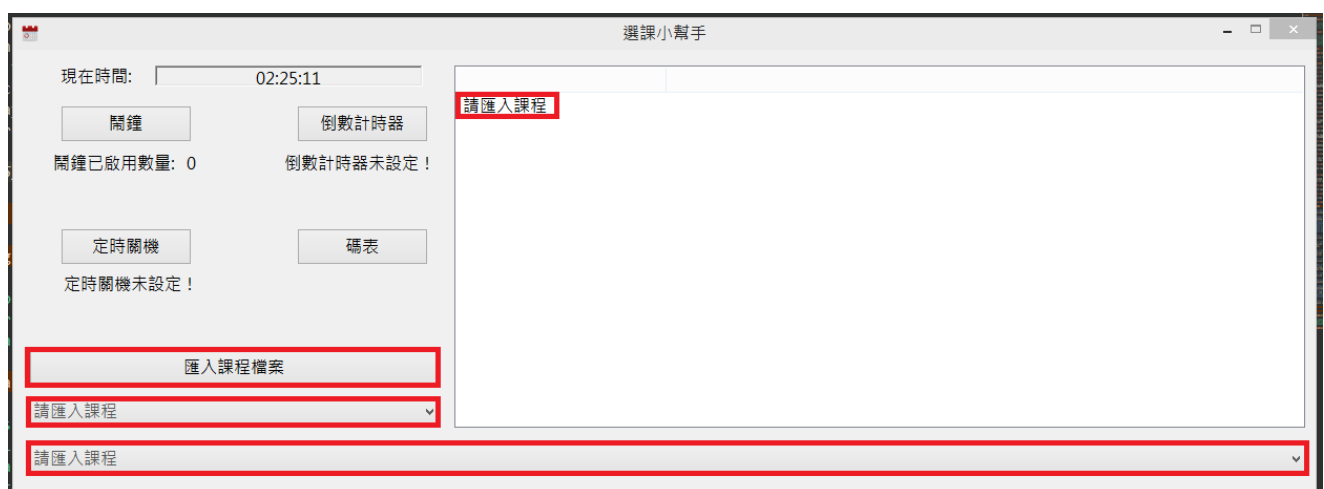 選課小幫手
現在時間: 02:25:11
鬧鐘 倒數計時器
鬧鐘已啟用數量: 0 倒數計時器未設定！
定時關機 碼表
定時關機未設定！
匯入課程檔案
請匯入課程
請匯入課程
請匯入課程